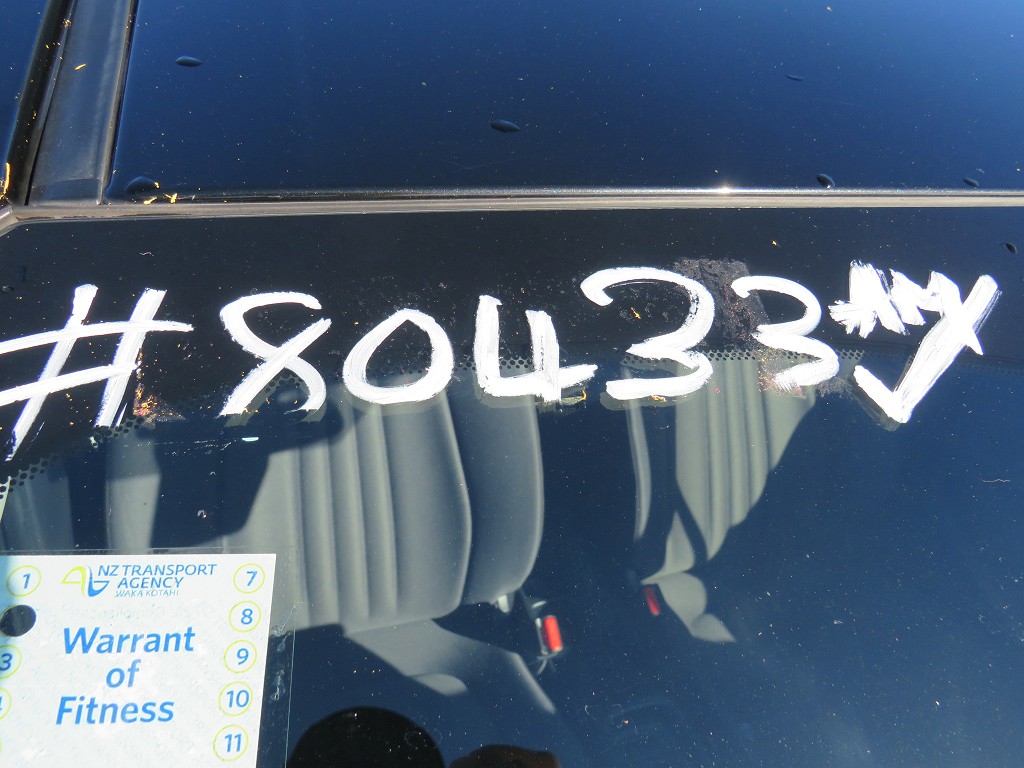 #80433
1
NZ TRANSPORT
AGENCY
WAKA KOTAHI
7
8
3
Warrant
of
Fitness
9
10
11